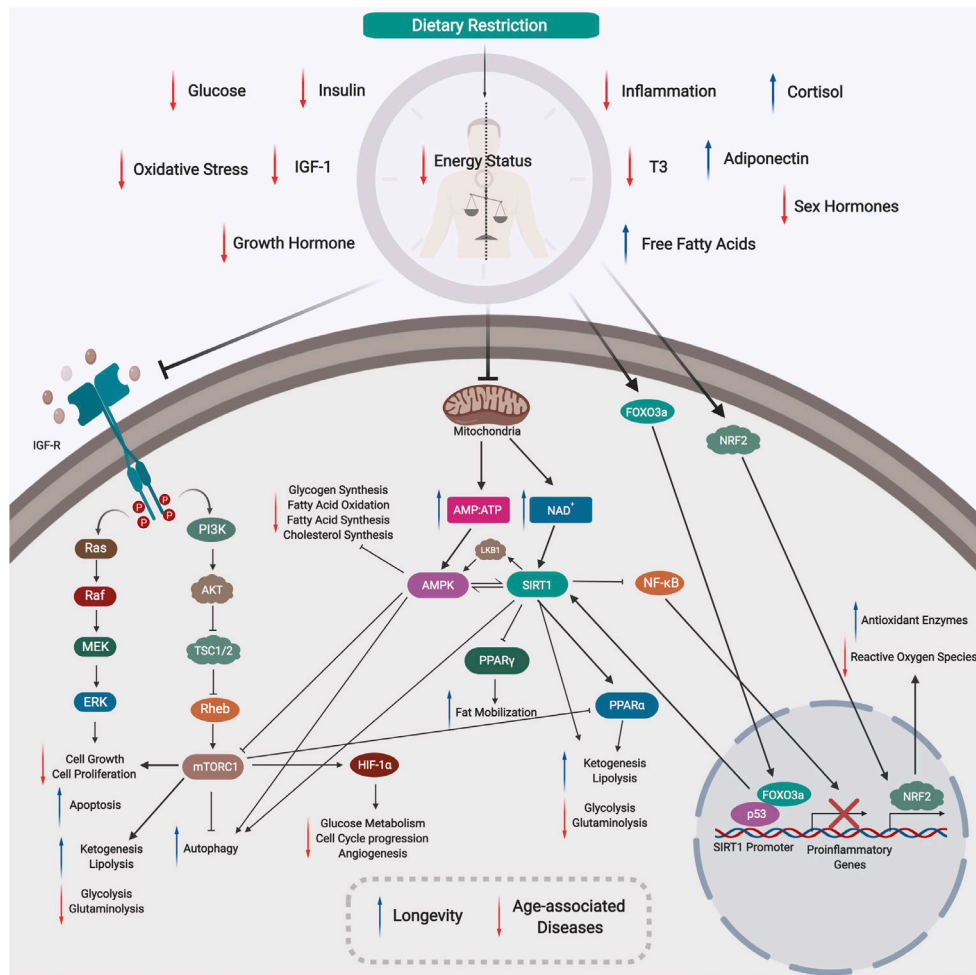 Dietary Restriction
Glucose
Insulin
Inflammation
Cortisol
Oxidative Stress
IGF-1
Energy Status
T3
Adiponectin
Sex Hormones
Growth Hormone
Free Fatty Acids
IGF-R
P
P
P
P
Ras
Raf
MEK
ERK
PI3K
AKT
TSC1/2
Rheb
mTORC1
Cell Growth
Cell Proliferation
Apoptosis
Ketogenesis
Lipolysis
Glycolysis
Glutaminolysis
Autophagy
HIF-1α
Glucose Metabolism
Cell Cycle progression
Angiogenesis
Mitochondria
AMP:ATP
NAD⁺
Glycogen Synthesis
Fatty Acid Oxidation
Fatty Acid Synthesis
Cholesterol Synthesis
LKB1
AMPK
SIRT1
NF-κB
PPARγ
Fat Mobilization
PPARα
Ketogenesis
Lipolysis
Glycolysis
Glutaminolysis
FOXO3a
NRF2
Antioxidant Enzymes
Reactive Oxygen Species
FOXO3a
p53
NRF2
SIRT1 Promoter
Proinflammatory
Genes
Longevity
Age-associated
Diseases